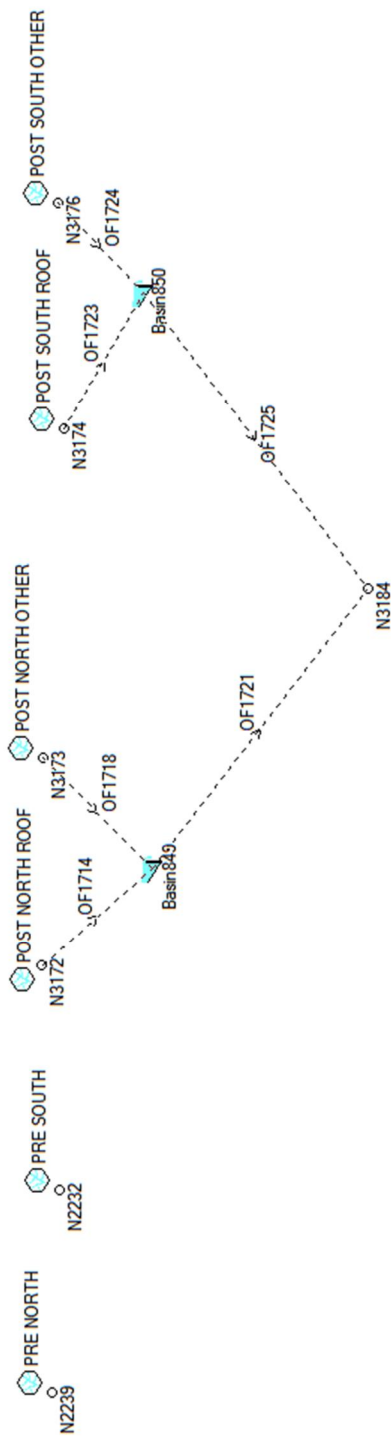 PRE NORTH
N2239
PRE SOUTH
N2232
POST NORTH ROOF
N3172
OF1714
POST NORTH OTHER
N3173
OF1718
Basin849
OF1721
POST SOUTH ROOF
N3174
OF1723
POST SOUTH OTHER
N3176
OF1724
Basin850
OF1725
N3184